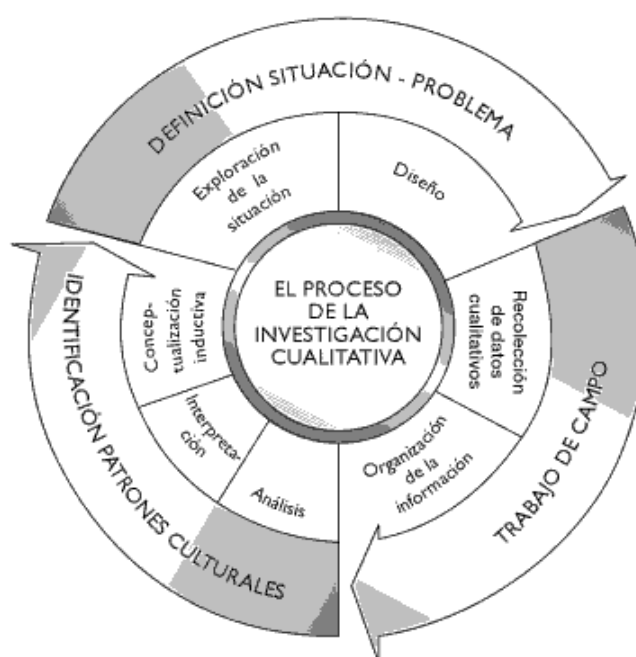 DEFINICIÓN SITUACIÓN - PROBLEMA
Exploración
de la
situación
Diseño
EL PROCESO
DE LA
INVESTIGACIÓN
CUALITATIVA
Recolección
de datos
cualitativos
Organización
de la
información
TRABAJO DE CAMPO
Análisis
Interpreta-
ción
Concep-
tualización
inductiva
IDENTIFICACIÓN PATRONES CULTURALES